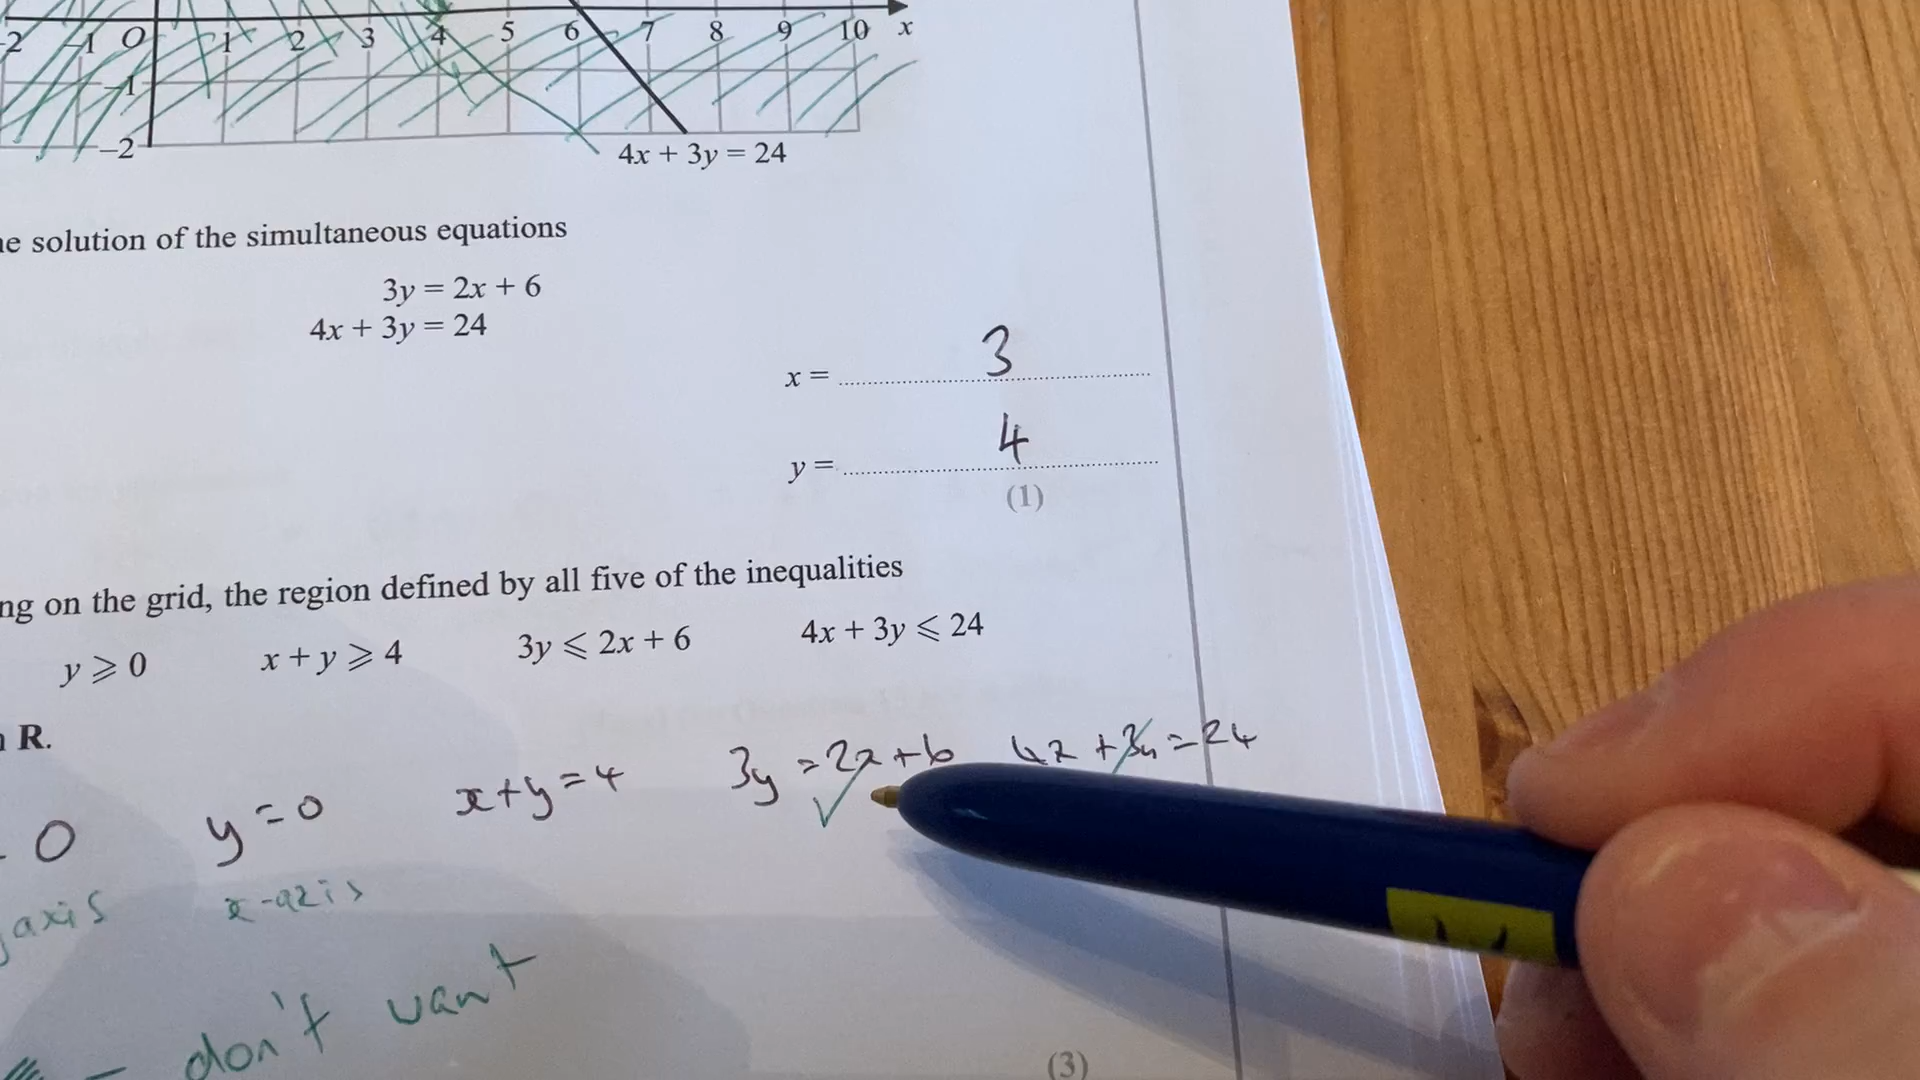 -2 -1 O 1 2 3 4 5 6 7 8 9 10 x
-1
-2
4x + 3y = 24
e solution of the simultaneous equations
3y = 2x + 6
4x + 3y = 24
x = 3
y = 4
(1)
ng on the grid, the region defined by all five of the inequalities
y ⩾ 0 x + y ⩾ 4 3y ⩽ 2x + 6 4x + 3y ⩽ 24
R.
0 y = 0 x+y = 4 3y = 2x + 6 4x + 3y = 24
axis x-axis
- don't want
(3)